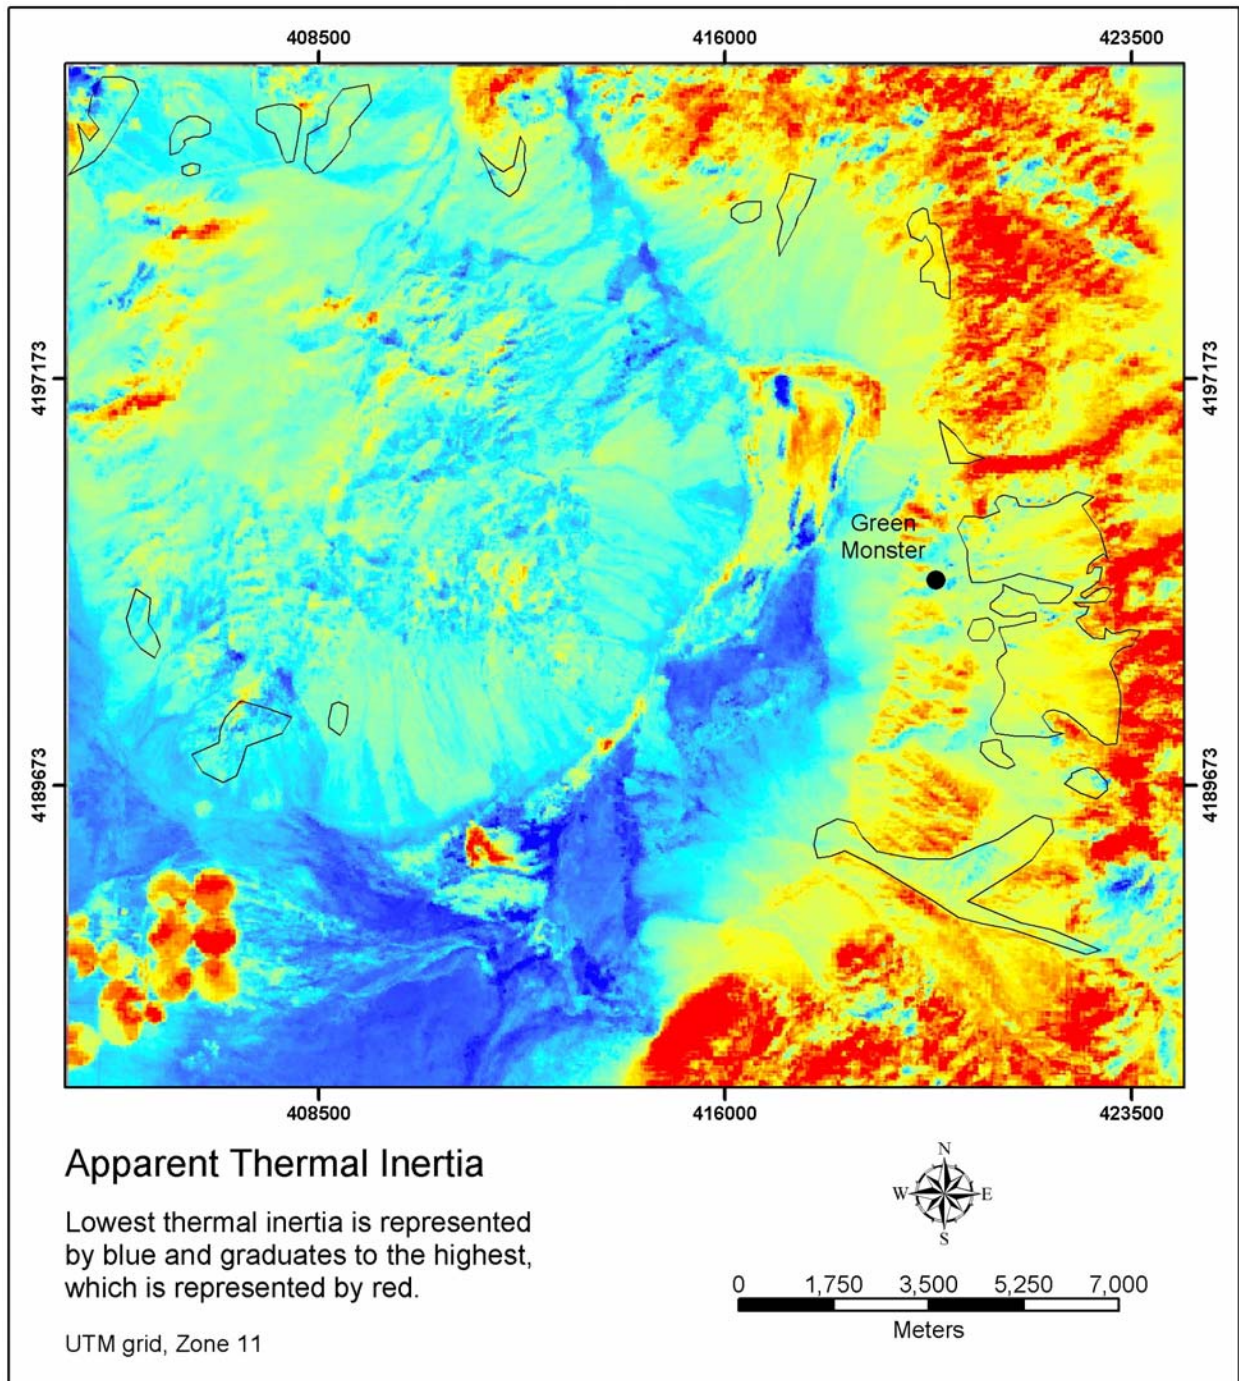 408500 416000 423500
4197173 4197173
Green
Monster
4189673 4189673
408500 416000 423500
Apparent Thermal Inertia
Lowest thermal inertia is represented
by blue and graduates to the highest,
which is represented by red.
UTM grid, Zone 11
N
W E
S
0 1,750 3,500 5,250 7,000
Meters